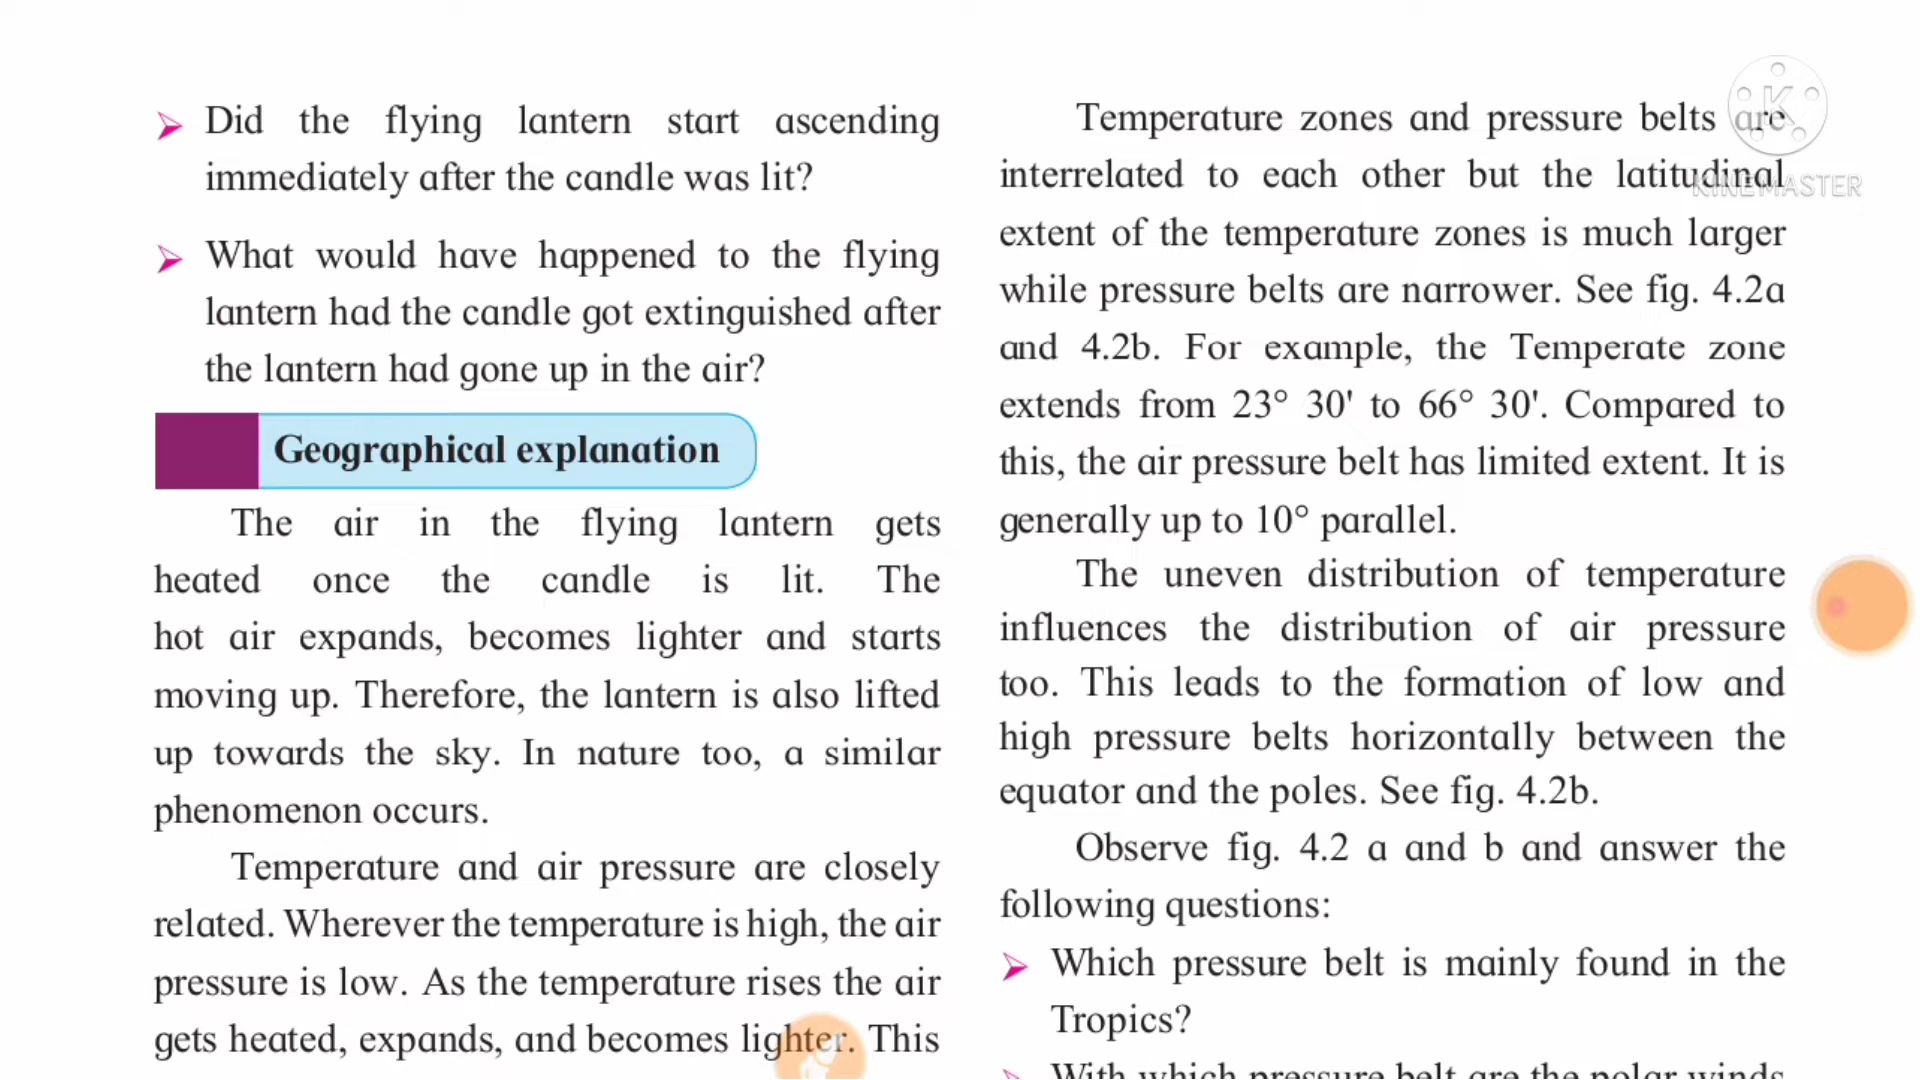 Did the flying lantern start ascending
immediately after the candle was lit?
What would have happened to the flying
lantern had the candle got extinguished after
the lantern had gone up in the air?
Geographical explanation
The air in the flying lantern gets
heated once the candle is lit. The
hot air expands, becomes lighter and starts
moving up. Therefore, the lantern is also lifted
up towards the sky. In nature too, a similar
phenomenon occurs.
Temperature and air pressure are closely
related. Wherever the temperature is high, the air
pressure is low. As the temperature rises the air
gets heated, expands, and becomes lighter. This
Temperature zones and pressure belts are
interrelated to each other but the latitudinal
extent of the temperature zones is much larger
while pressure belts are narrower. See fig. 4.2a
and 4.2b. For example, the Temperate zone
extends from 23° 30' to 66° 30'. Compared to
this, the air pressure belt has limited extent. It is
generally up to 10° parallel.
The uneven distribution of temperature
influences the distribution of air pressure
too. This leads to the formation of low and
high pressure belts horizontally between the
equator and the poles. See fig. 4.2b.
Observe fig. 4.2 a and b and answer the
following questions:
Which pressure belt is mainly found in the
Tropics?
With which pressure belt are the polar winds
K
KINEMASTER